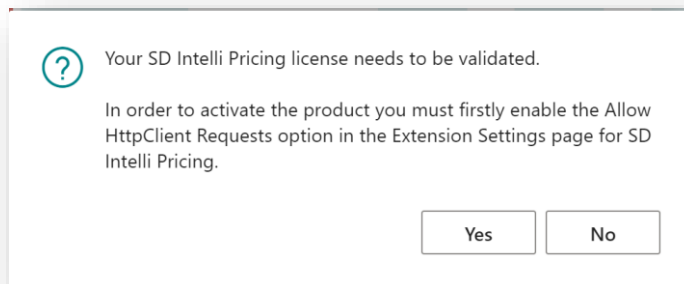 ?
Your SD Intelli Pricing license needs to be validated.
In order to activate the product you must firstly enable the Allow
HttpClient Requests option in the Extension Settings page for SD
Intelli Pricing.
Yes
No